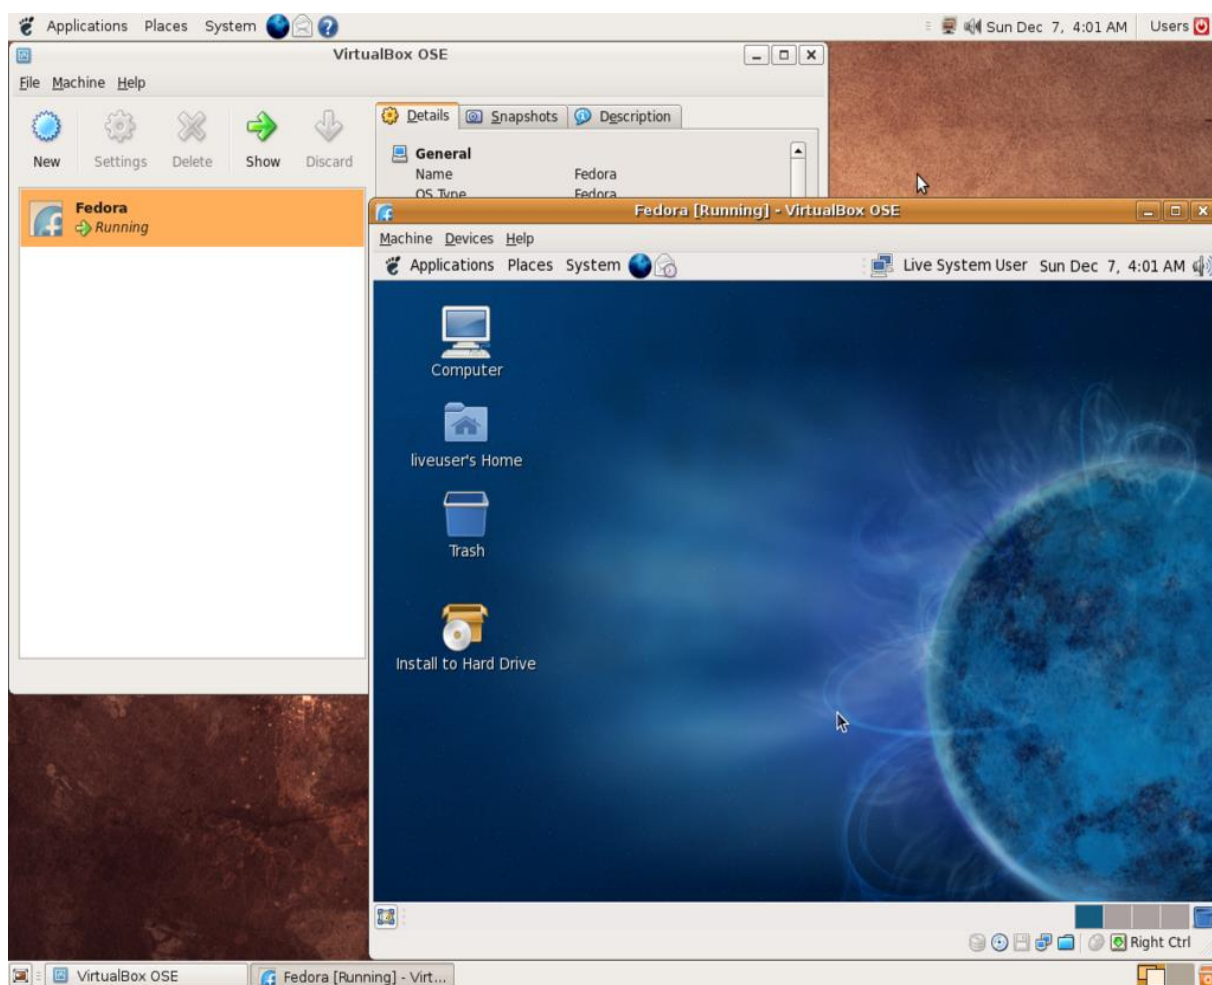 Applications Places System Sun Dec 7, 4:01 AM Users
VirtualBox OSE
File Machine Help
New Settings Delete Show Discard
Details Snapshots Description
General
Name Fedora
OS Type Fedora
Fedora
Running
Fedora [Running] - VirtualBox OSE
Machine Devices Help
Applications Places System Live System User Sun Dec 7, 4:01 AM
Computer
liveuser's Home
Trash
Install to Hard Drive
Right Ctrl
VirtualBox OSE Fedora [Running] - Virt...